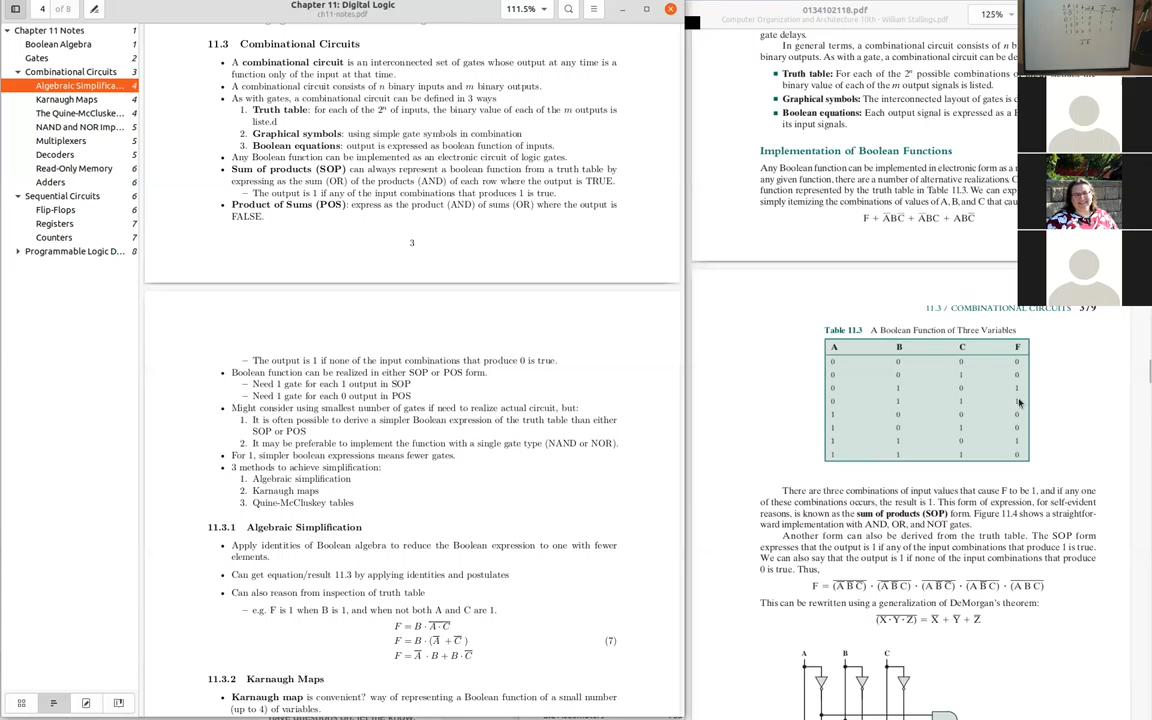 4 of 8
Chapter 11: Digital Logic
ch11-notes.pdf
111.5%
0134102118.pdf
Computer Organization and Architecture 10th - William Stallings.pdf
125%
Chapter 11 Notes 1
Boolean Algebra 1
Gates 2
Combinational Circuits 3
Algebraic Simplifica... 4
Karnaugh Maps 4
The Quine-McCluske... 4
NAND and NOR Imp... 5
Multiplexers 5
Decoders 5
Read-Only Memory 6
Adders 6
Sequential Circuits 6
Flip-Flops 6
Registers 7
Counters 7
Programmable Logic D... 8
11.3 Combinational Circuits
• A combinational circuit is an interconnected set of gates whose output at any time is a
function only of the input at that time.
• A combinational circuit consists of n binary inputs and m binary outputs.
• As with gates, a combinational circuit can be defined in 3 ways
1. Truth table: for each of the 2ⁿ of inputs, the binary value of each of the m outputs is
liste.d
2. Graphical symbols: using simple gate symbols in combination
3. Boolean equations: output is expressed as boolean function of inputs.
• Any Boolean function can be implemented as an electronic circuit of logic gates.
• Sum of products (SOP) can always represent a boolean function from a truth table by
expressing as the sum (OR) of the products (AND) of each row where the output is TRUE.
– The output is 1 if any of the input combinations that produces 1 is true.
• Product of Sums (POS): express as the product (AND) of sums (OR) where the output is
FALSE.
3
– The output is 1 if none of the input combinations that produce 0 is true.
• Boolean function can be realized in either SOP or POS form.
– Need 1 gate for each 1 output in SOP
– Need 1 gate for each 0 output in POS
• Might consider using smallest number of gates if need to realize actual circuit, but:
1. It is often possible to derive a simpler Boolean expression of the truth table than either
SOP or POS
2. It may be preferable to implement the function with a single gate type (NAND or NOR).
• For 1, simpler boolean expressions means fewer gates.
• 3 methods to achieve simplification:
1. Algebraic simplification
2. Karnaugh maps
3. Quine-McCluskey tables
11.3.1 Algebraic Simplification
• Apply identities of Boolean algebra to reduce the Boolean expression to one with fewer
elements.
• Can get equation/result 11.3 by applying identities and postulates
• Can also reason from inspection of truth table
– e.g. F is 1 when B is 1, and when not both A and C are 1.
F = B · A̅ ·̅ C̅
F = B · (A̅ + C̅ ) (7)
F = A̅ · B + B · C̅
11.3.2 Karnaugh Maps
• Karnaugh map is convenient? way of representing a Boolean function of a small number
(up to 4) of variables.
gate delays.
In general terms, a combinational circuit consists of n b
binary outputs. As with a gate, a combinational circuit can be de
■ Truth table: For each of the 2ⁿ possible combinations o
binary value of each of the m output signals is listed.
■ Graphical symbols: The interconnected layout of gates is d
■ Boolean equations: Each output signal is expressed as a B
its input signals.
Implementation of Boolean Functions
Any Boolean function can be implemented in electronic form as a n
any given function, there are a number of alternative realizations. C
function represented by the truth table in Table 11.3. We can exp
simply itemizing the combinations of values of A, B, and C that cau
F + A̅BC̅ + A̅BC + ABC̅
11.3 / COMBINATIONAL CIRCUITS 379
Table 11.3 A Boolean Function of Three Variables
A B C F
0 0 0 0
0 0 1 0
0 1 0 1
0 1 1 1
1 0 0 0
1 0 1 0
1 1 0 1
1 1 1 0
There are three combinations of input values that cause F to be 1, and if any one
of these combinations occurs, the result is 1. This form of expression, for self-evident
reasons, is known as the sum of products (SOP) form. Figure 11.4 shows a straightfor-
ward implementation with AND, OR, and NOT gates.
Another form can also be derived from the truth table. The SOP form
expresses that the output is 1 if any of the input combinations that produce 1 is true.
We can also say that the output is 1 if none of the input combinations that produce
0 is true. Thus,
F = (A̅ B̅ C̅)̅ · (A̅ B̅ C)̅ · (A B̅ C̅)̅ · (A B̅ C)̅ · (A B C)̅
This can be rewritten using a generalization of DeMorgan's theorem:
(X̅·̅Y̅·̅Z̅) = X̅ + Y̅ + Z̅
A B C